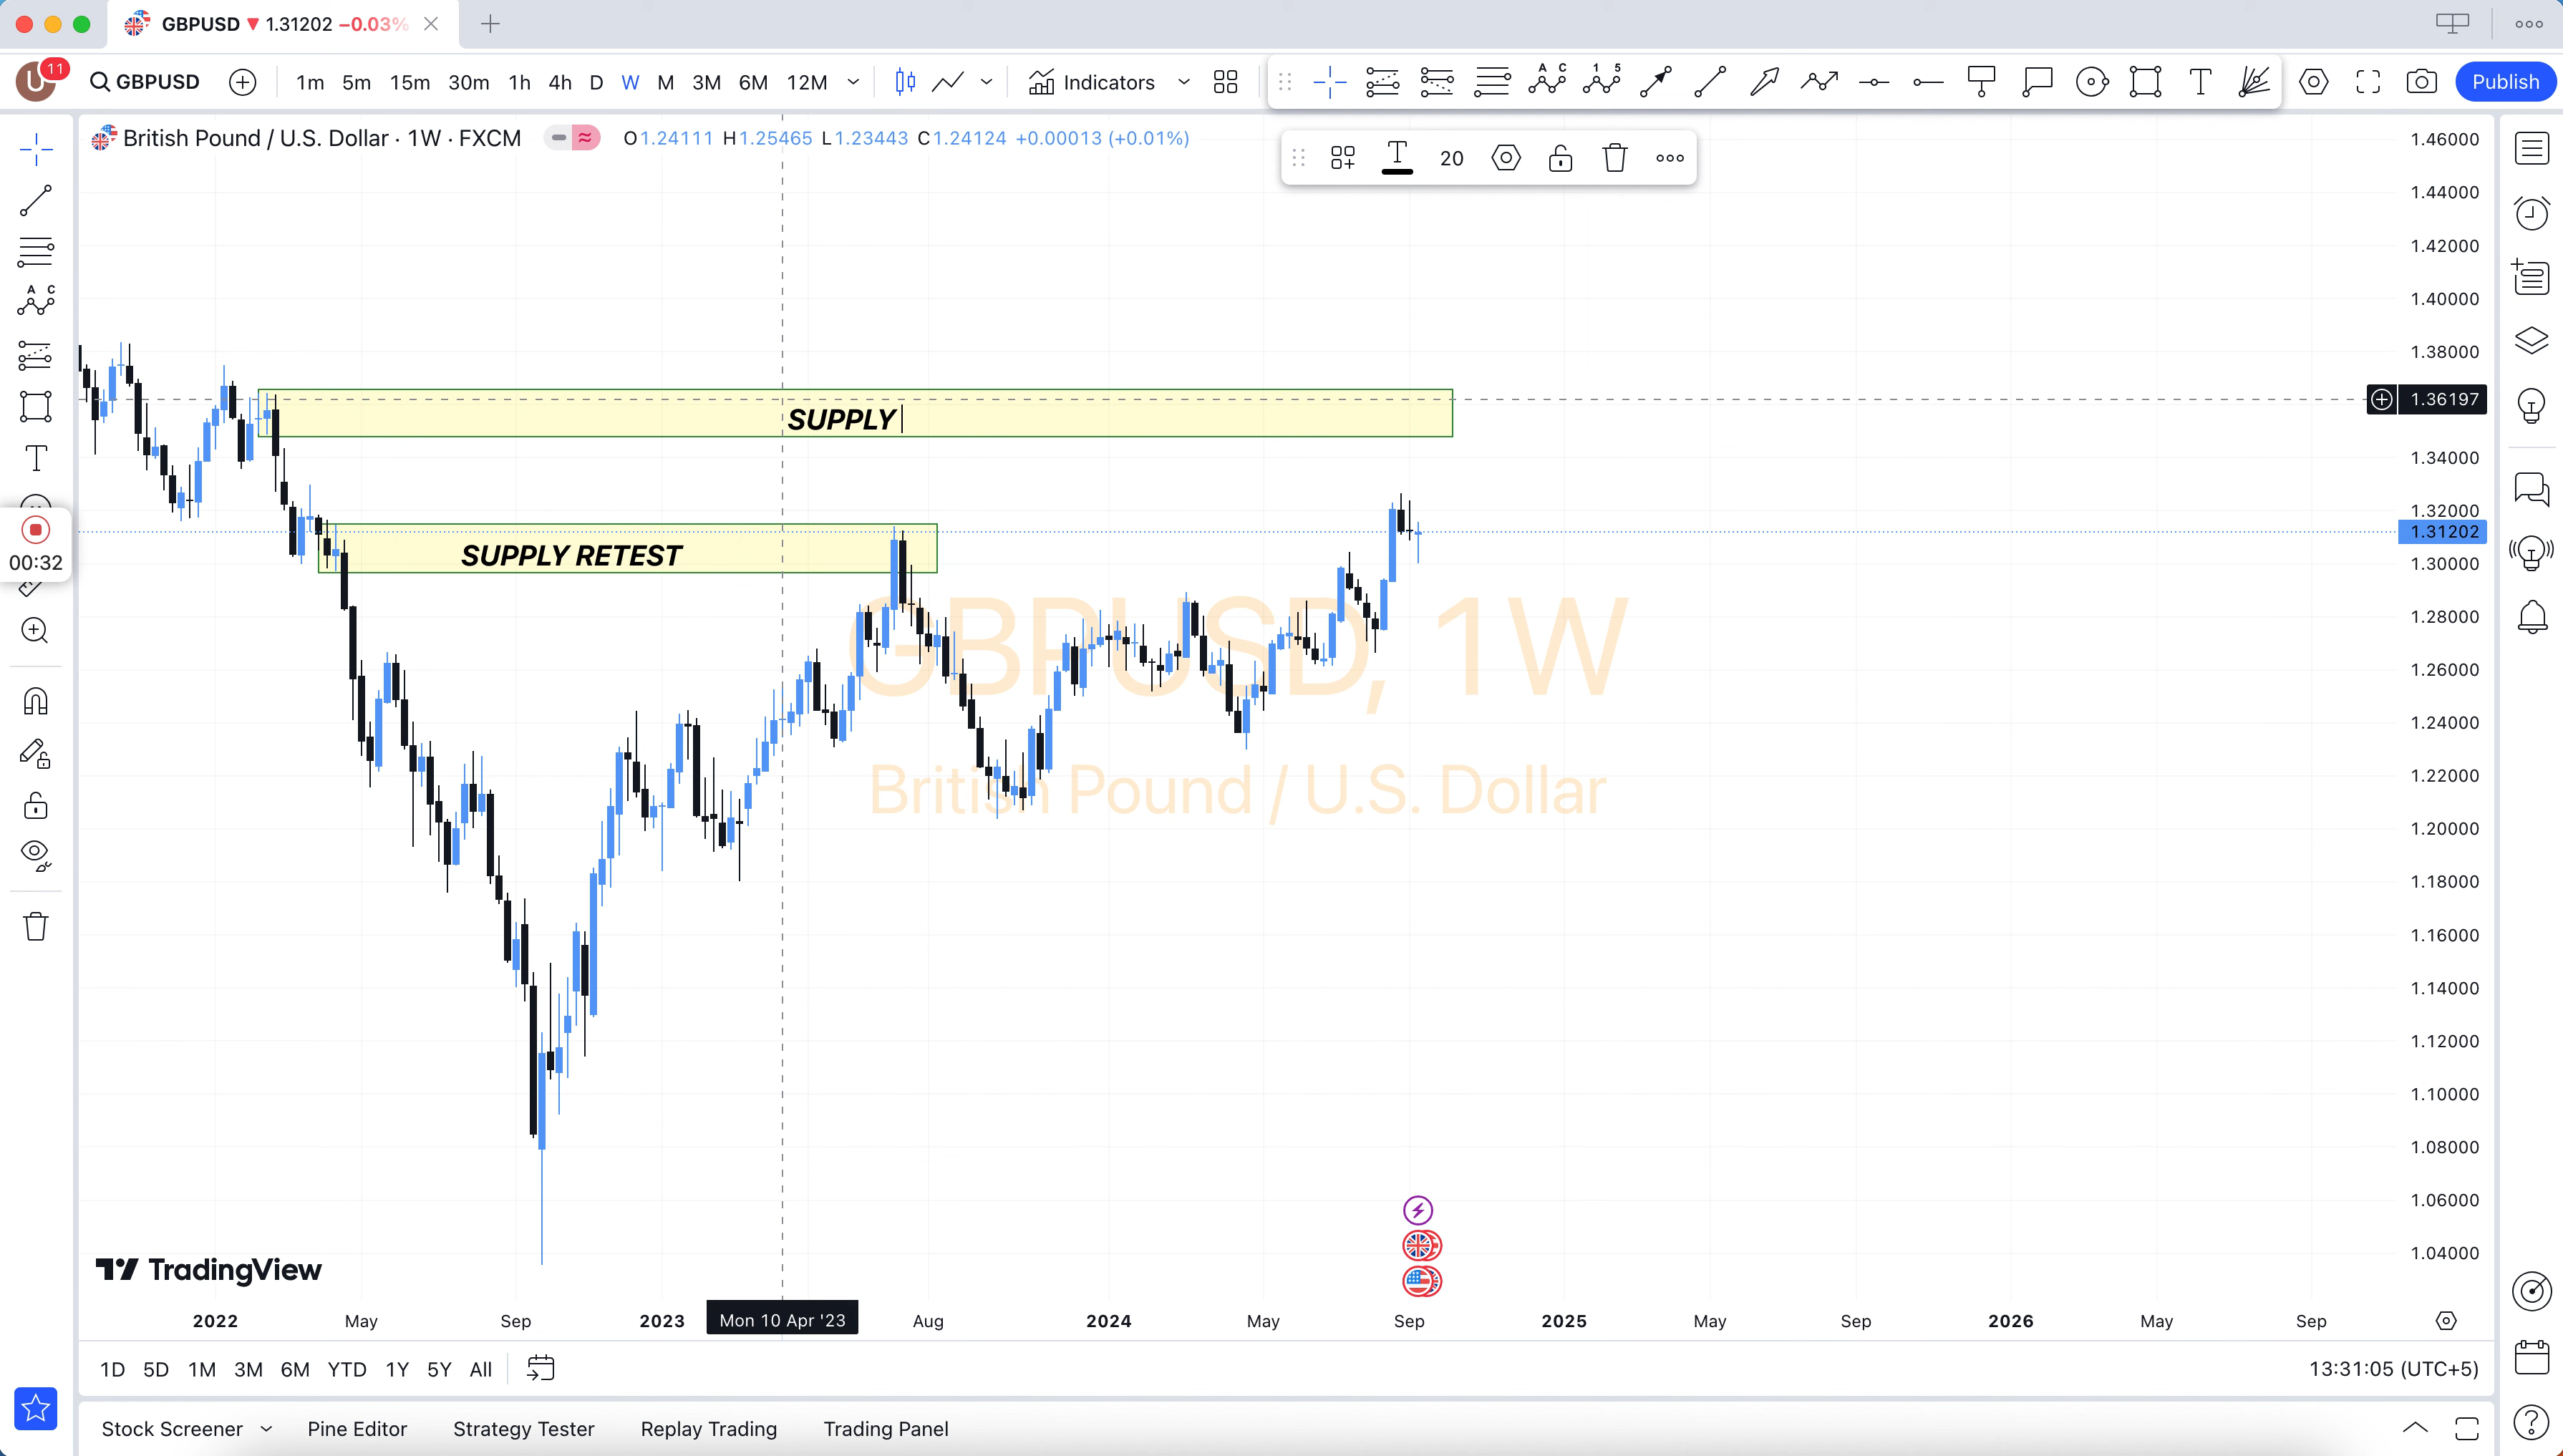 GBPUSD ▼ 1.31202 −0.03%
U 11
GBPUSD 1m 5m 15m 30m 1h 4h D W M 3M 6M 12M Indicators Publish
British Pound / U.S. Dollar · 1W · FXCM O1.24111 H1.25465 L1.23443 C1.24124 +0.00013 (+0.01%)
20
1.46000
1.44000
1.42000
1.40000
1.38000
1.36197
SUPPLY
1.34000
1.32000
1.31202
SUPPLY RETEST
00:32
1.30000
1.28000
GBPUSD, 1W
1.26000
1.24000
British Pound / U.S. Dollar
1.22000
1.20000
1.18000
1.16000
1.14000
1.12000
1.10000
1.08000
1.06000
1.04000
TradingView
2022 May Sep 2023 Mon 10 Apr '23 Aug 2024 May Sep 2025 May Sep 2026 May Sep
1D 5D 1M 3M 6M YTD 1Y 5Y All 13:31:05 (UTC+5)
Stock Screener Pine Editor Strategy Tester Replay Trading Trading Panel